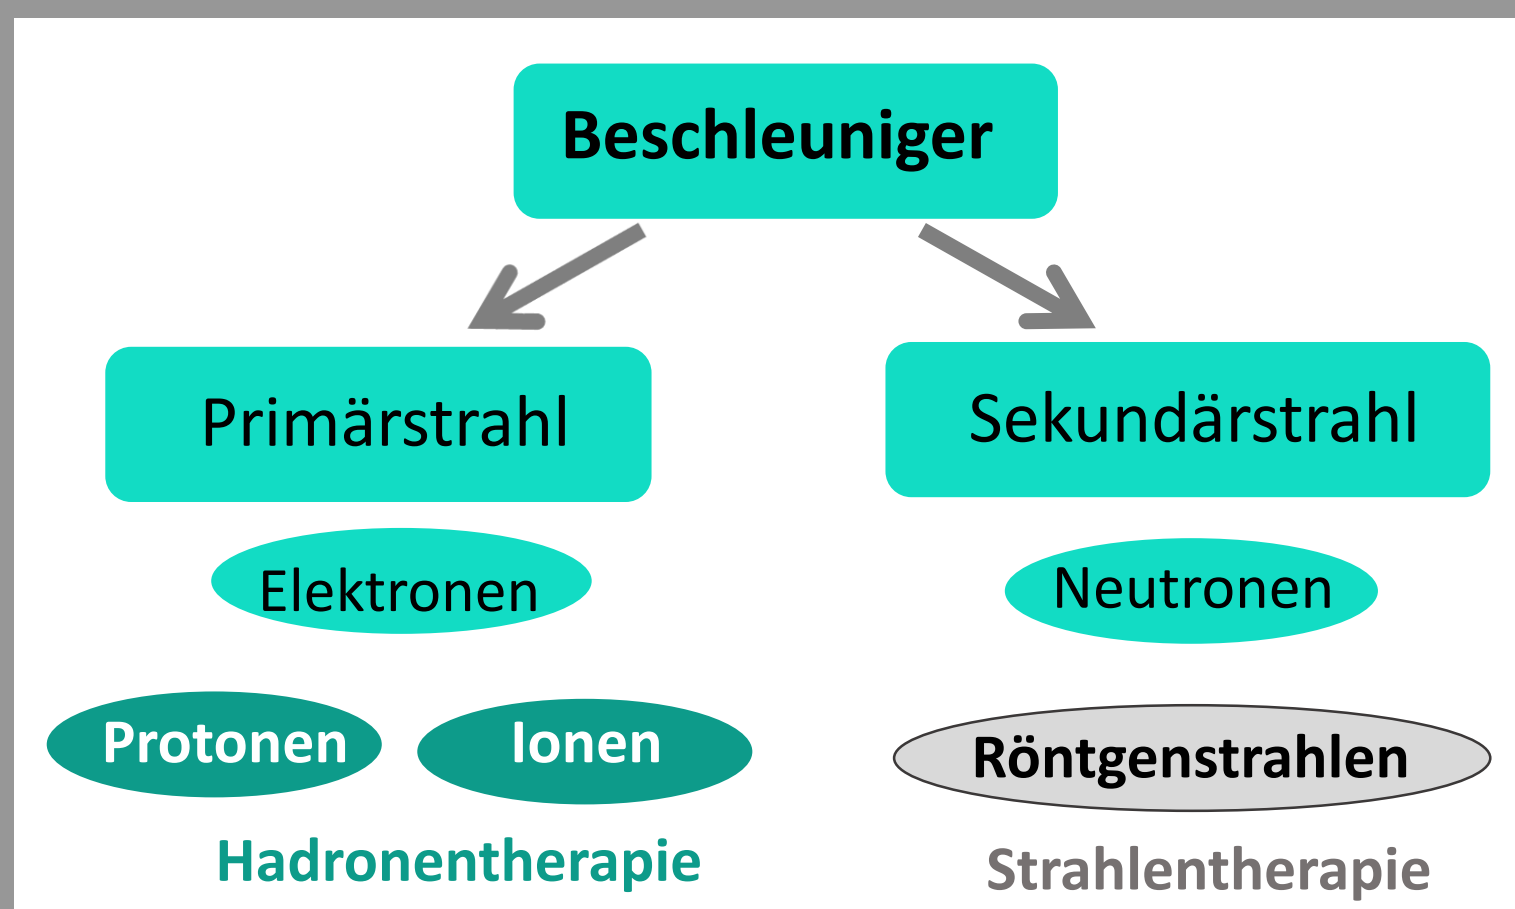 Beschleuniger
Primärstrahl
Sekundärstrahl
Elektronen
Neutronen
Protonen
Ionen
Röntgenstrahlen
Hadronentherapie
Strahlentherapie